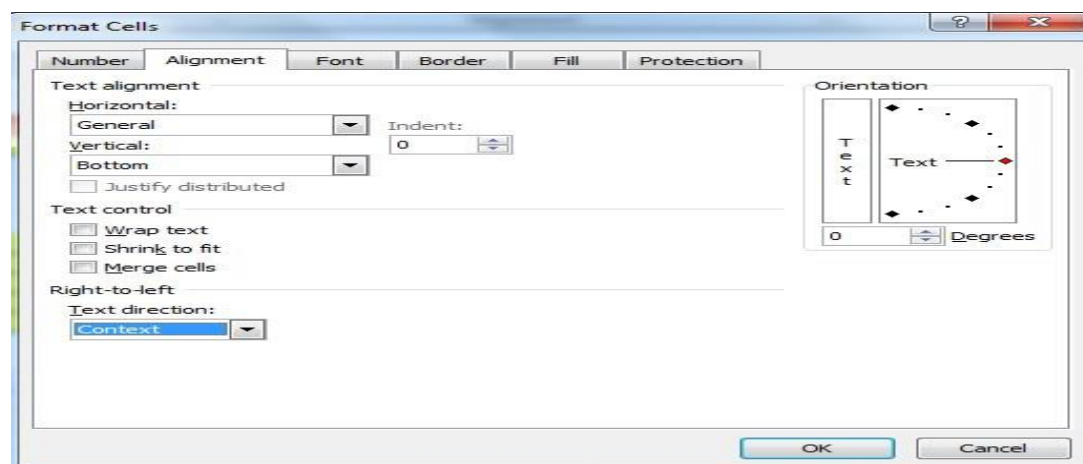 Format Cells
Number Alignment Font Border Fill Protection
Text alignment
Horizontal:
General
Indent:
Vertical:
0
Bottom
Justify distributed
Text control
Wrap text
Shrink to fit
Merge cells
Right-to-left
Text direction:
Context
Orientation
Text
Text
0 Degrees
OK Cancel